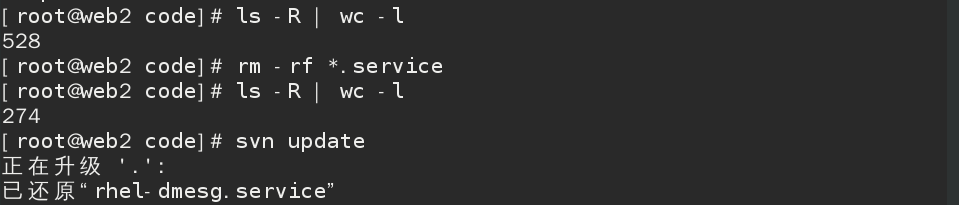 [root@web2 code]# ls -R | wc -l
528
[root@web2 code]# rm -rf *.service
[root@web2 code]# ls -R | wc -l
274
[root@web2 code]# svn update
正在升级 '.':
已还原“rhel-dmesg.service”